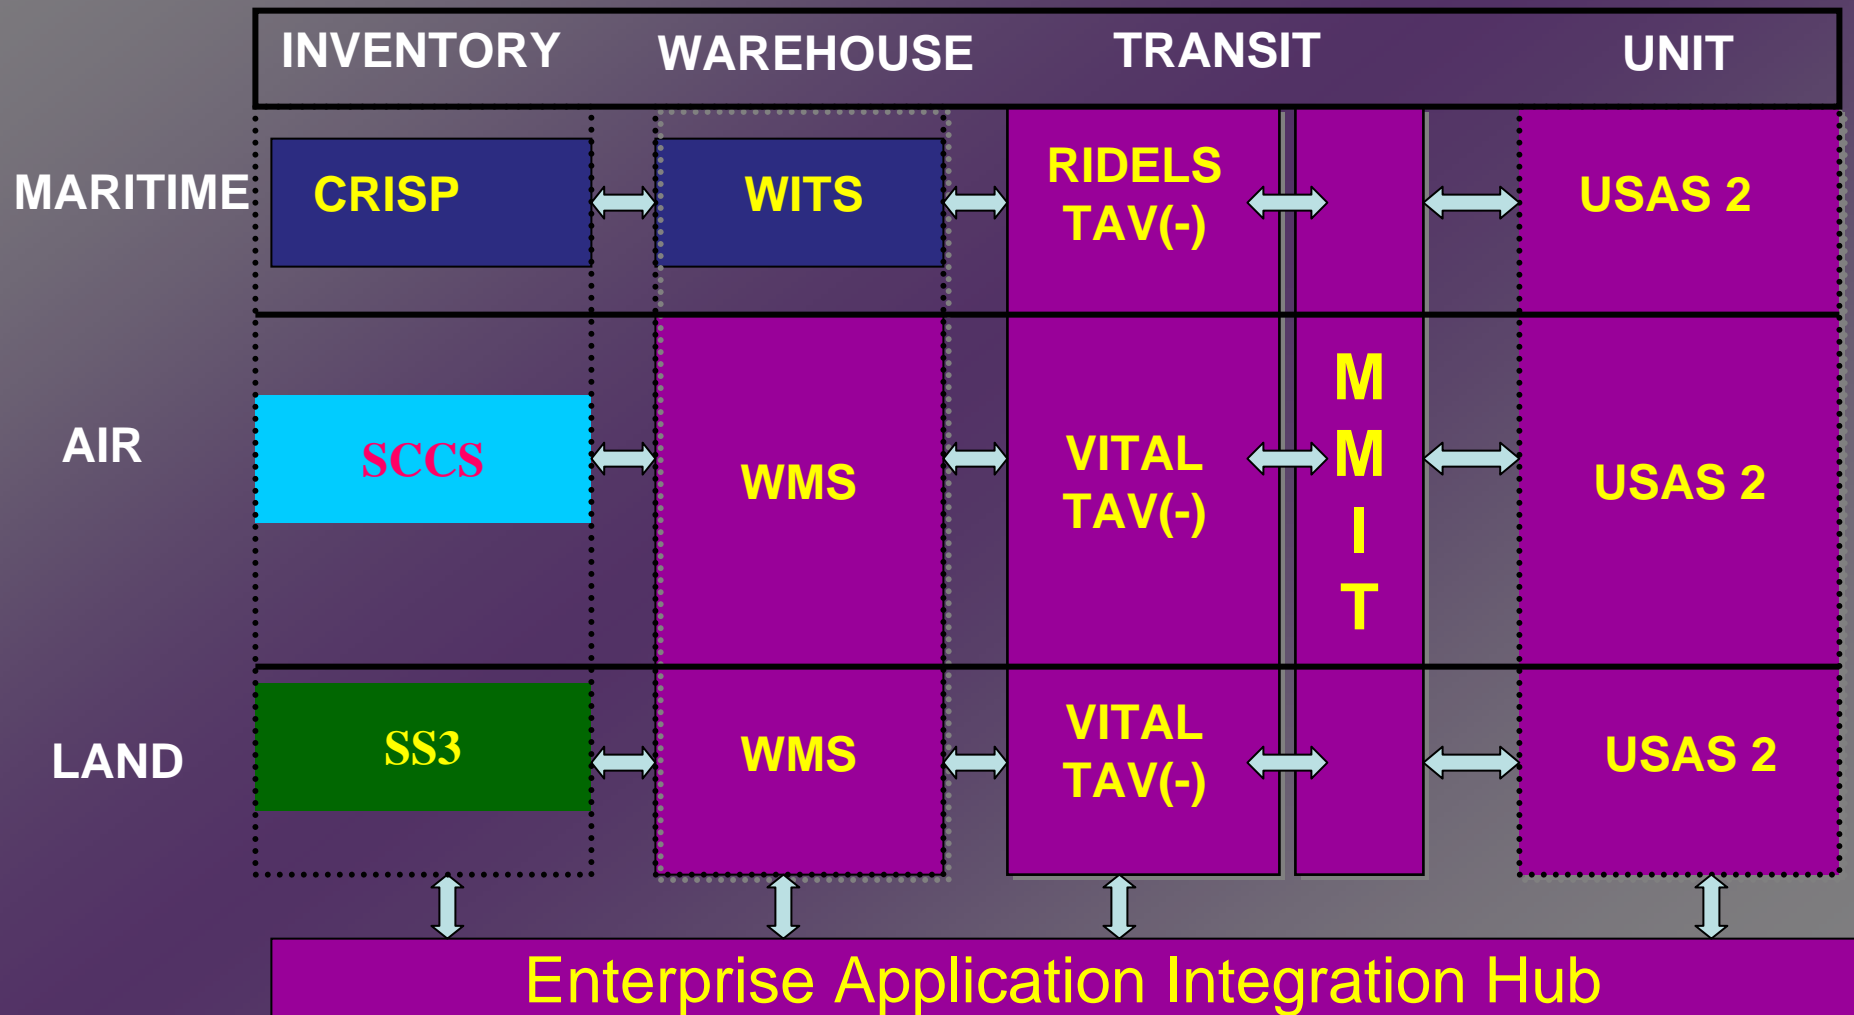 INVENTORY
WAREHOUSE
TRANSIT
UNIT
MARITIME
CRISP
WITS
RIDELS
TAV(-)
USAS 2
AIR
SCCS
WMS
VITAL
TAV(-)
M
M
I
T
USAS 2
LAND
SS3
WMS
VITAL
TAV(-)
USAS 2
Enterprise Application Integration Hub